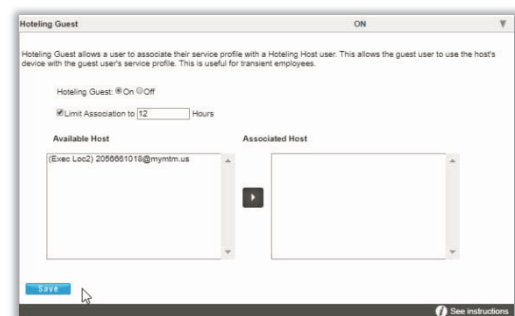 Hoteling Guest ON
Hoteling Guest allows a user to associate their service profile with a Hoteling Host user. This allows the guest user to use the host's
device with the guest user's service profile. This is useful for transient employees.
Hoteling Guest: On Off
Limit Association to 12 Hours
Available Host Associated Host
(Exec Loc2) 2056661018@mymtm.us
Save
See instructions